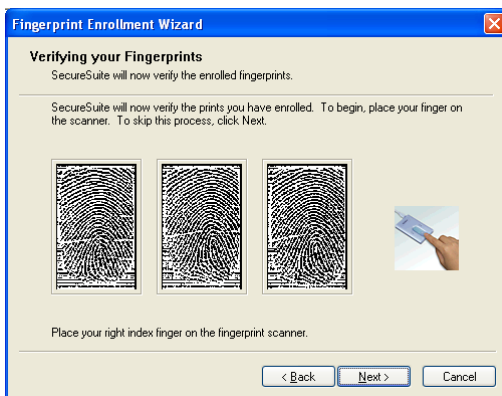 Fingerprint Enrollment Wizard
Verifying your Fingerprints
SecureSuite will now verify the enrolled fingerprints.
SecureSuite will now verify the prints you have enrolled. To begin, place your finger on
the scanner. To skip this process, click Next.
Place your right index finger on the fingerprint scanner.
< Back Next > Cancel